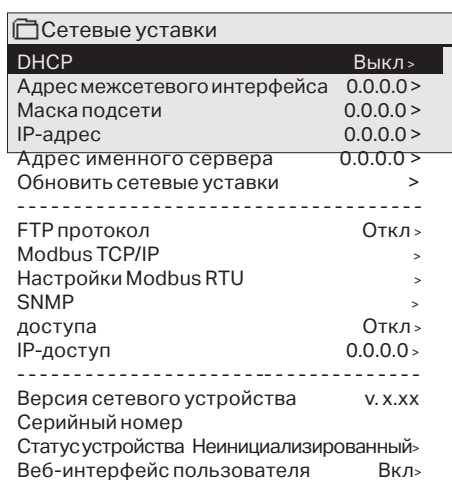 Сетевые уставки
DHCP Выкл >
Адрес межсетевого интерфейса 0.0.0.0 >
Маска подсети 0.0.0.0 >
IP-адрес 0.0.0.0 >
Адрес именного сервера 0.0.0.0 >
Обновить сетевые уставки >
FTP протокол Откл >
Modbus TCP/IP >
Настройки Modbus RTU >
SNMP >
доступа Откл >
IP-доступ 0.0.0.0 >
Версия сетевого устройства v. x.xx
Серийный номер
Статус устройства Неинициализированный>
Веб-интерфейс пользователя Вкл>